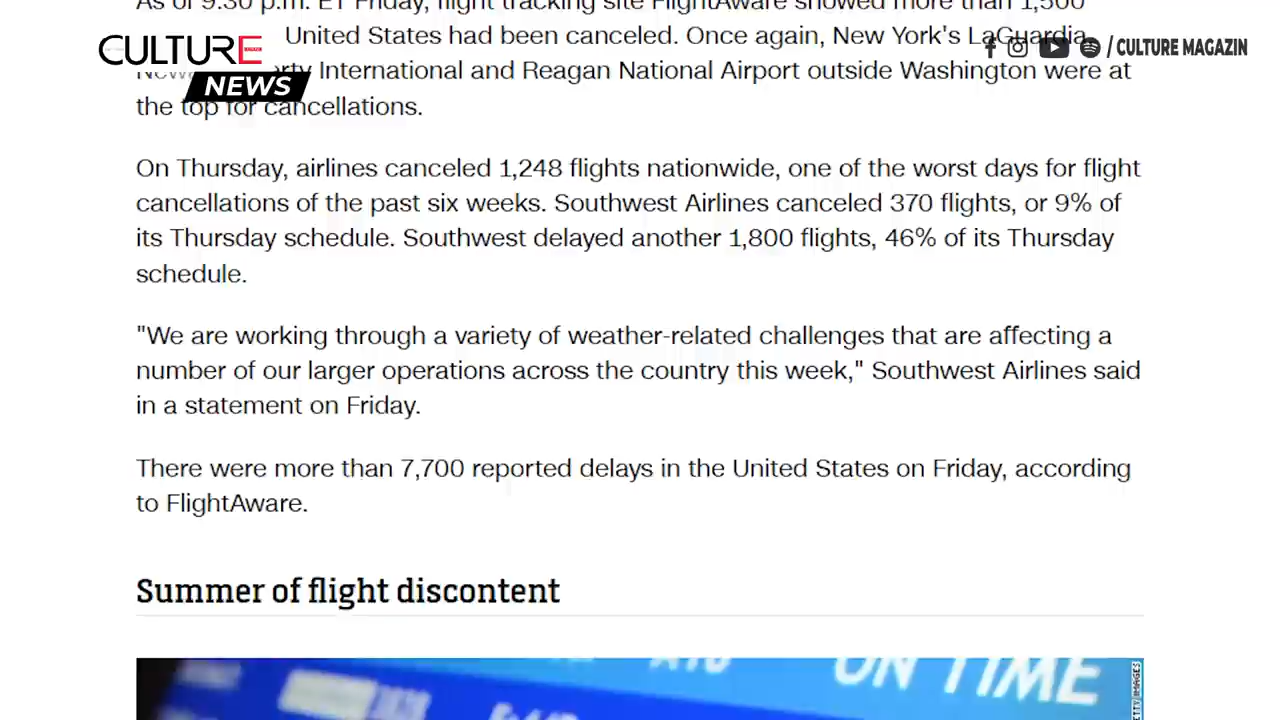 As of 9:30 p.m. ET Friday, flight tracking site FlightAware showed more than 1,500
CULTURE
NEWS
/ CULTURE MAGAZIN
United States had been canceled. Once again, New York's LaGuardia,
International and Reagan National Airport outside Washington were at
the top for cancellations.
On Thursday, airlines canceled 1,248 flights nationwide, one of the worst days for flight
cancellations of the past six weeks. Southwest Airlines canceled 370 flights, or 9% of
its Thursday schedule. Southwest delayed another 1,800 flights, 46% of its Thursday
schedule.
"We are working through a variety of weather-related challenges that are affecting a
number of our larger operations across the country this week," Southwest Airlines said
in a statement on Friday.
There were more than 7,700 reported delays in the United States on Friday, according
to FlightAware.
Summer of flight discontent
ON TIME